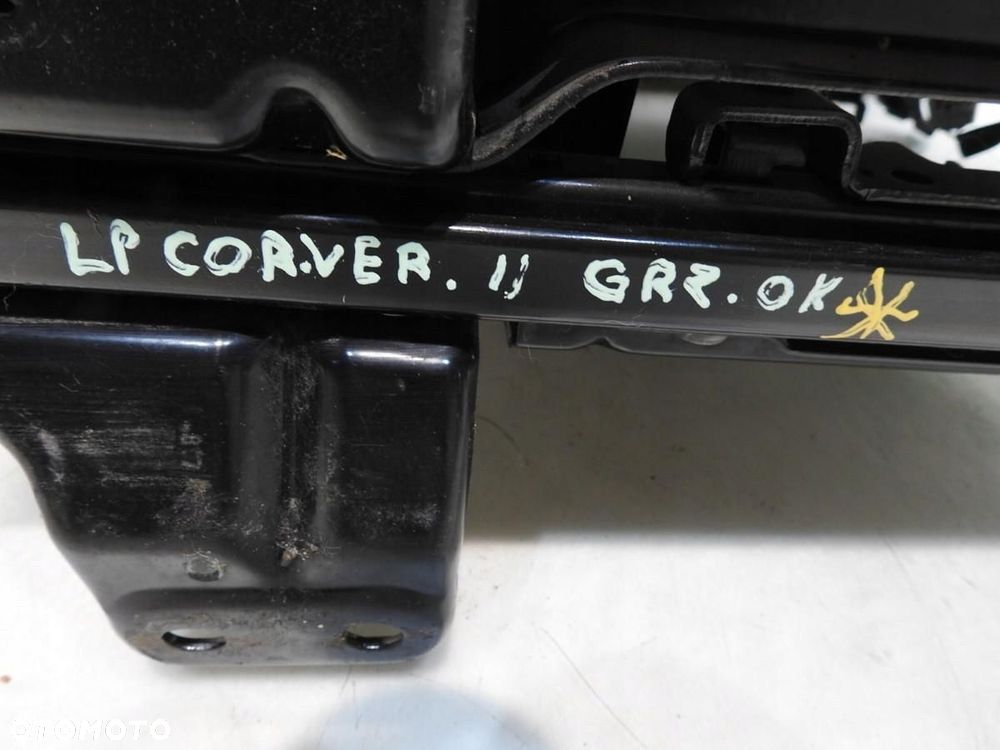 LP COR.VER. 11 GRZ. OK
OTOMOTO